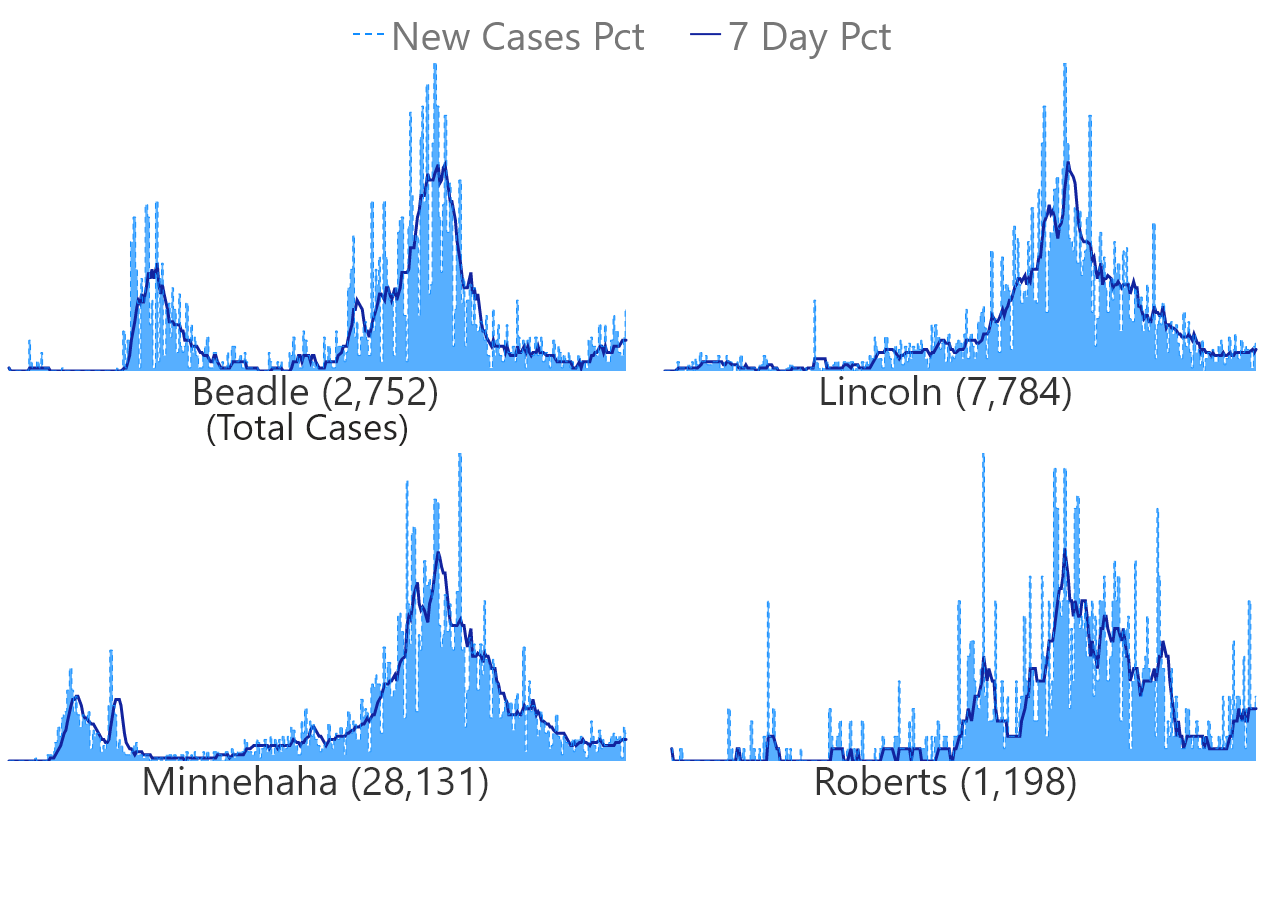 New Cases Pct 7 Day Pct
Beadle (2,752) Lincoln (7,784)
(Total Cases)
Minnehaha (28,131) Roberts (1,198)